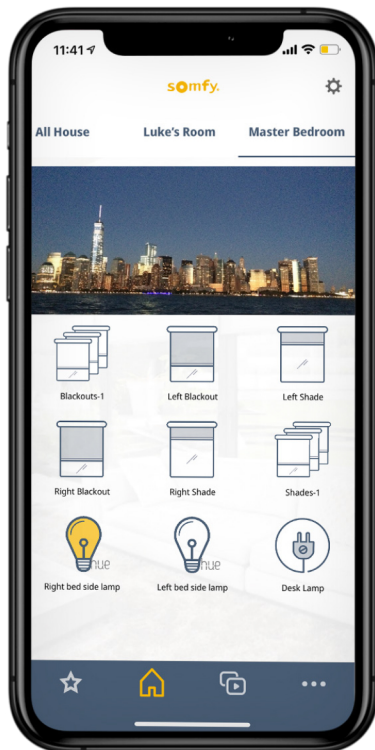 11:41
somfy.
All House Luke's Room Master Bedroom
Blackouts-1 Left Blackout Left Shade
Right Blackout Right Shade Shades-1
hue hue
Right bed side lamp Left bed side lamp Desk Lamp